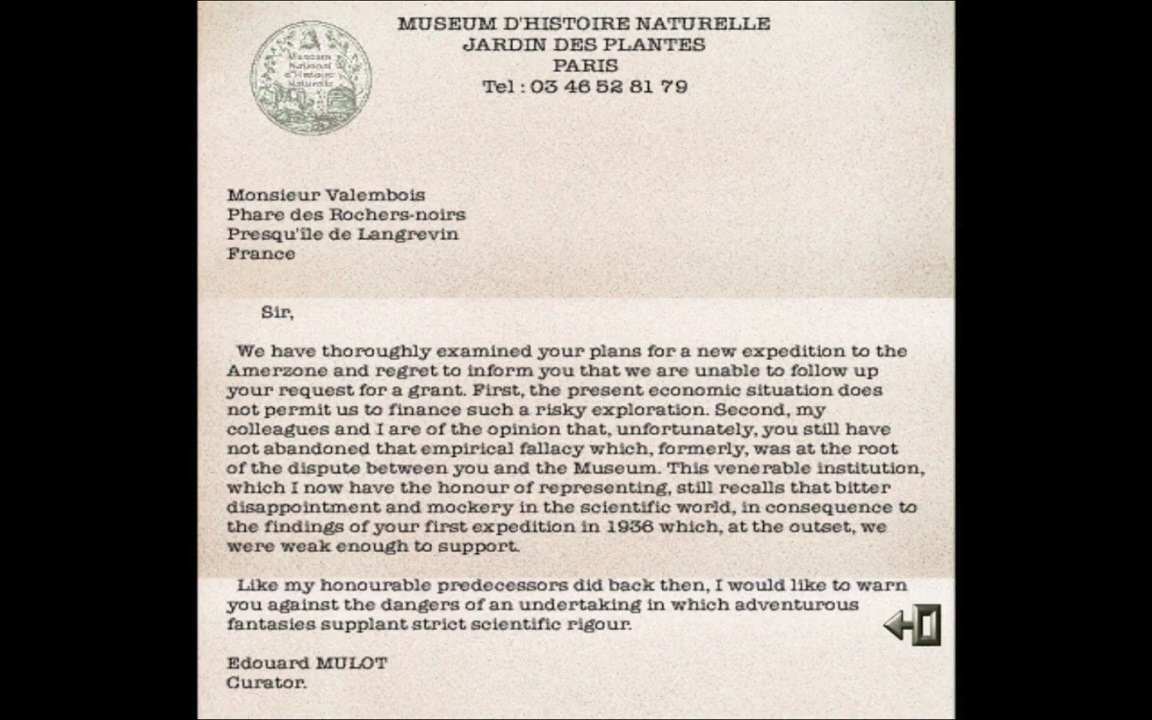 MUSEUM D'HISTOIRE NATURELLE
JARDIN DES PLANTES
PARIS
Tel : 03 46 52 81 79
Museum
National
d'Histoire
Naturelle
Monsieur Valembois
Phare des Rochers-noirs
Presqu'île de Langrevin
France
Sir,
We have thoroughly examined your plans for a new expedition to the
Amerzone and regret to inform you that we are unable to follow up
your request for a grant. First, the present economic situation does
not permit us to finance such a risky exploration. Second, my
colleagues and I are of the opinion that, unfortunately, you still have
not abandoned that empirical fallacy which, formerly, was at the root
of the dispute between you and the Museum. This venerable institution,
which I now have the honour of representing, still recalls that bitter
disappointment and mockery in the scientific world, in consequence to
the findings of your first expedition in 1936 which, at the outset, we
were weak enough to support.
Like my honourable predecessors did back then, I would like to warn
you against the dangers of an undertaking in which adventurous
fantasies supplant strict scientific rigour.
Edouard MULOT
Curator.